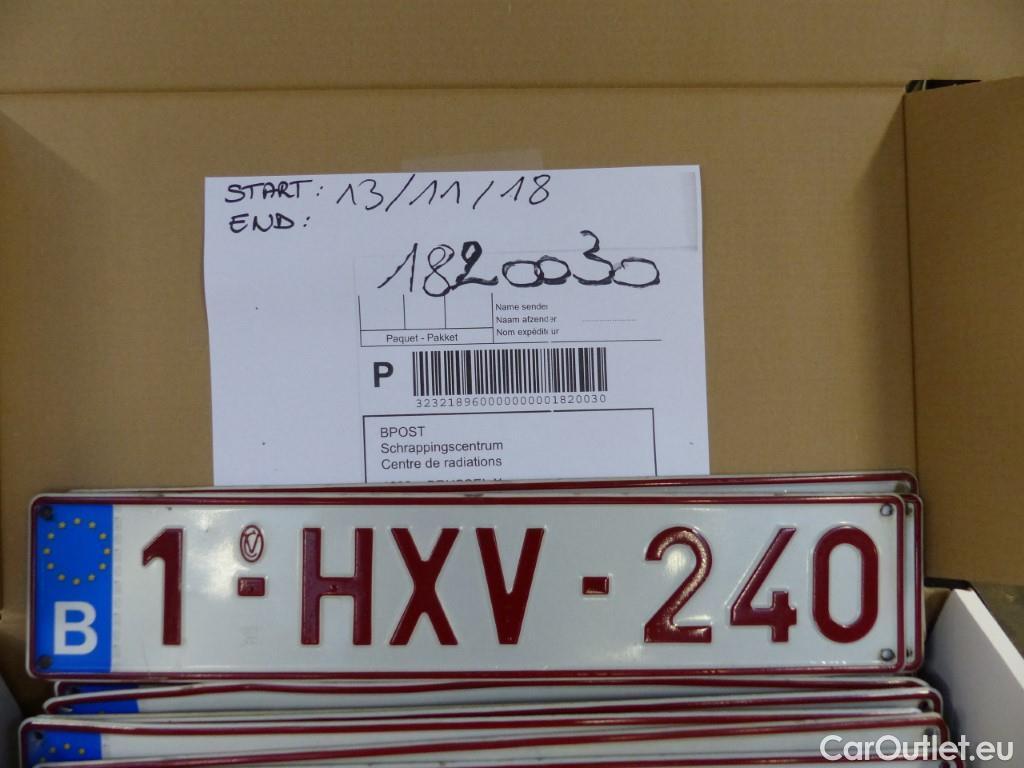 START: 13/11/18
END:
1820030
Name sender
Naam afzender
Nom expéditeur
Paquet - Pakket
P
323218960000000001820030
BPOST
Schrappingscentrum
Centre de radiations
B 1-HXV-240
CarOutlet.eu